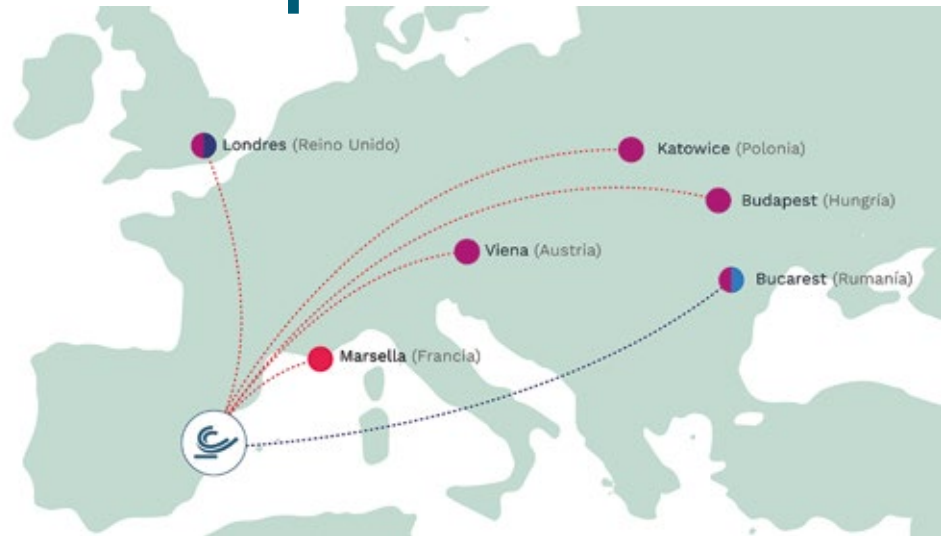 Londres (Reino Unido)
Katowice (Polonia)
Budapest (Hungría)
Viena (Austria)
Bucarest (Rumanía)
Marsella (Francia)